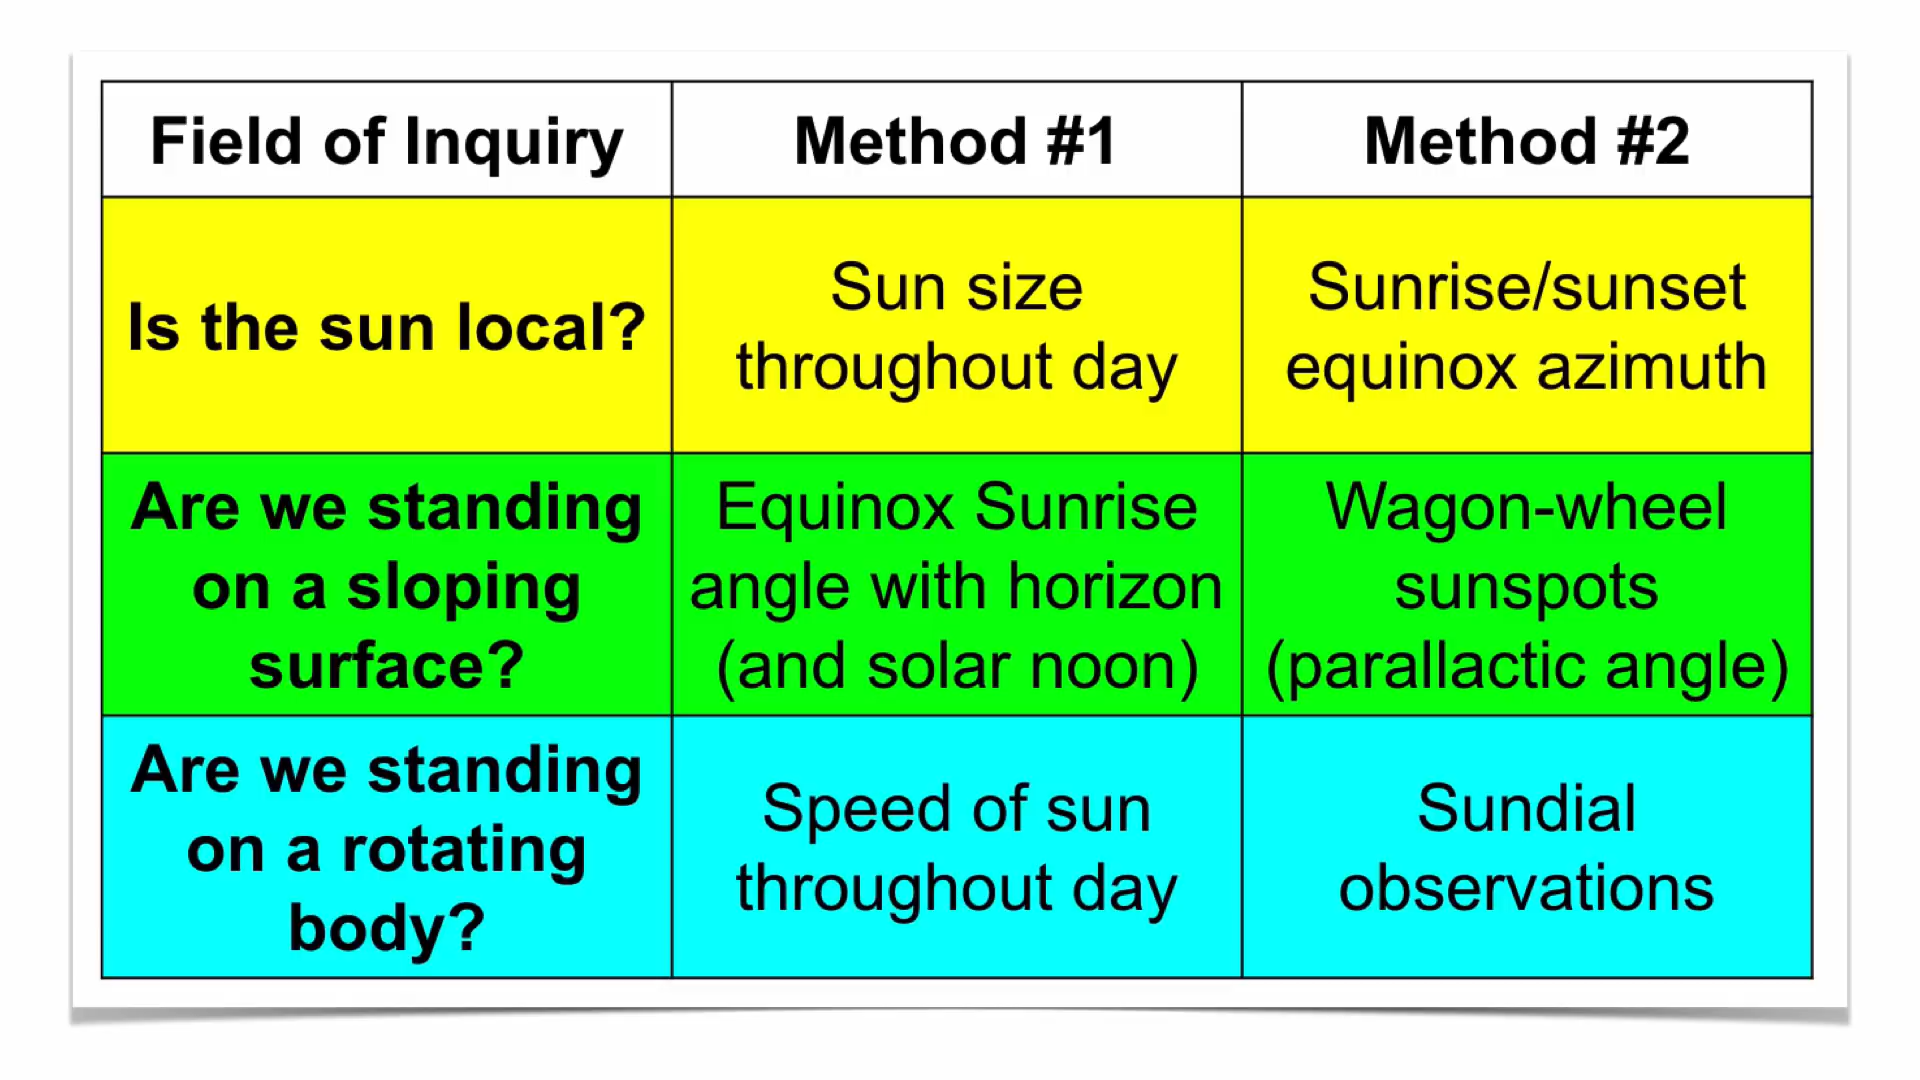 Field of Inquiry
Method #1
Method #2
Is the sun local?
Sun size
throughout day
Sunrise/sunset
equinox azimuth
Are we standing
on a sloping
surface?
Equinox Sunrise
angle with horizon
(and solar noon)
Wagon-wheel
sunspots
(parallactic angle)
Are we standing
on a rotating
body?
Speed of sun
throughout day
Sundial
observations